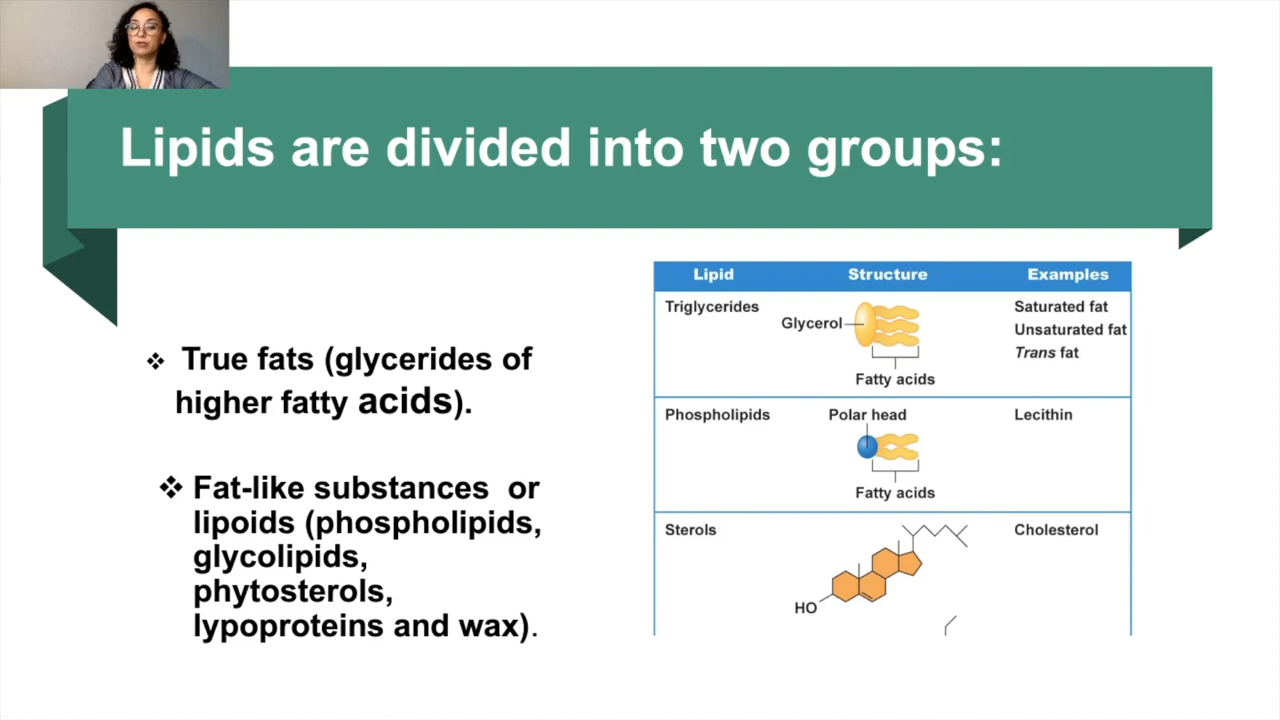 Lipids are divided into two groups:
❖ True fats (glycerides of
higher fatty acids).
❖ Fat-like substances or
lipoids (phospholipids,
glycolipids,
phytosterols,
lypoproteins and wax).
Lipid Structure Examples
Triglycerides
Glycerol
Fatty acids
Saturated fat
Unsaturated fat
Trans fat
Phospholipids
Polar head
Fatty acids
Lecithin
Sterols
HO
Cholesterol